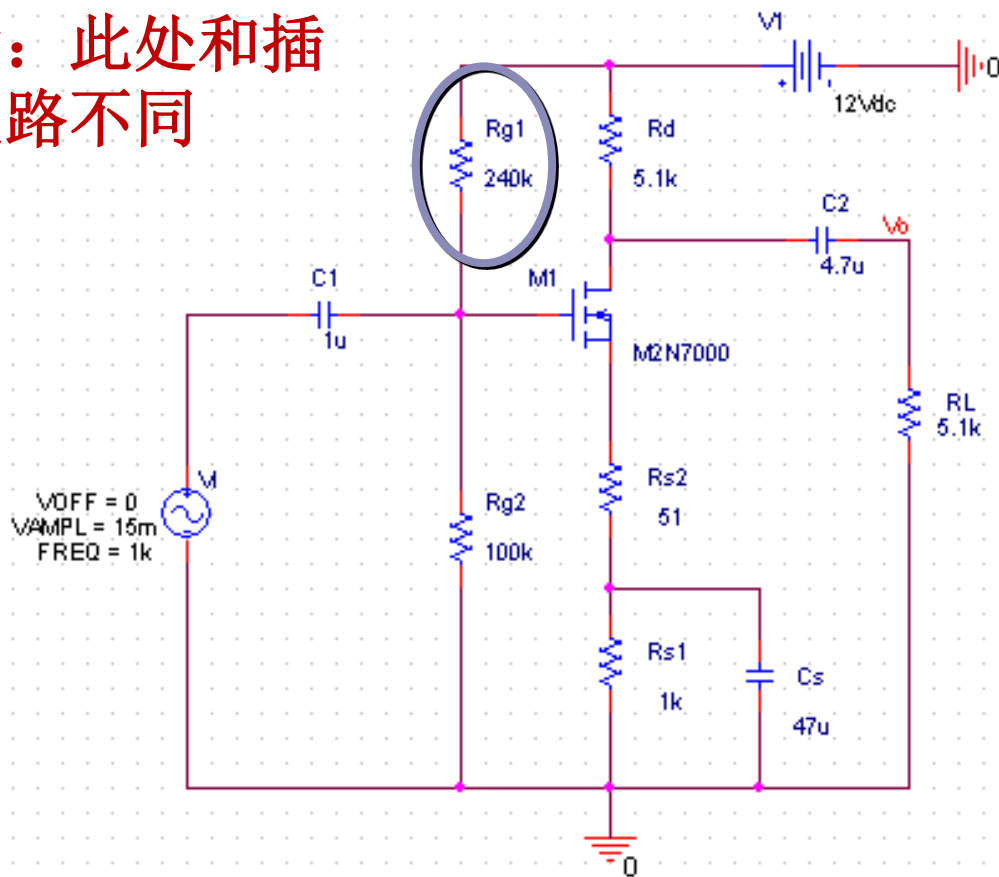 ：此处和插
路不同
V1
0
12Vdc
Rg1
240k
Rd
5.1k
C2
Vo
4.7u
C1
1u
M1
M2N7000
RL
5.1k
Vi
VOFF = 0
VAMPL = 15m
FREQ = 1k
Rg2
100k
Rs2
51
Rs1
1k
Cs
47u
0